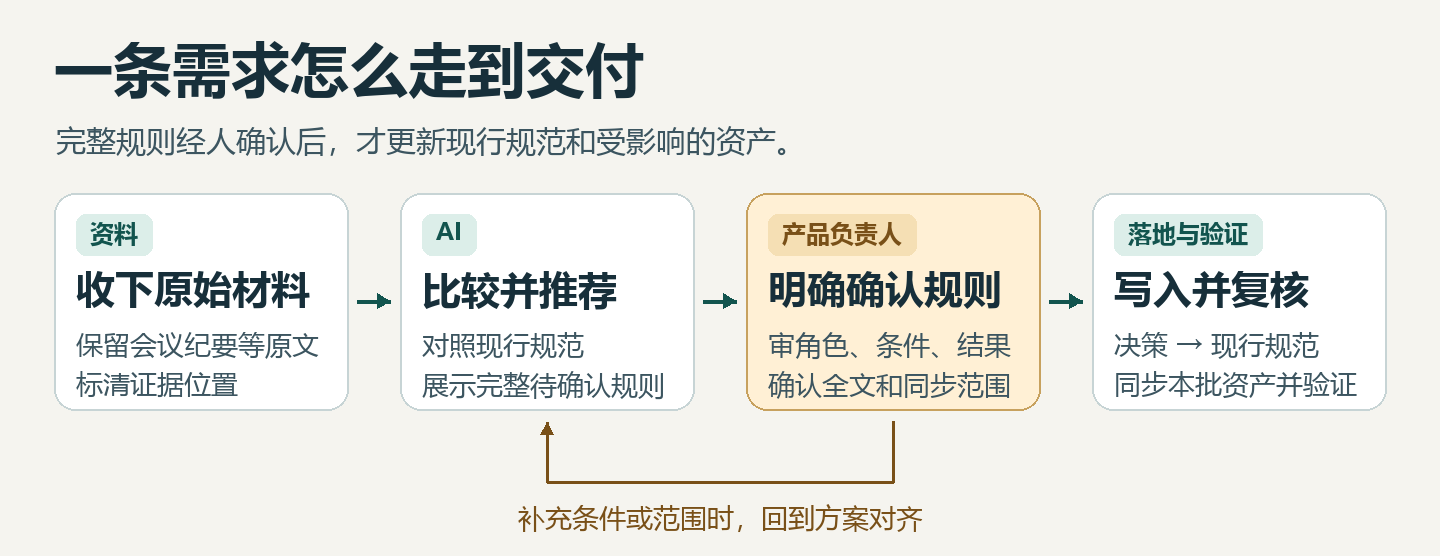 一条需求怎么走到交付
完整规则经人确认后，才更新现行规范和受影响的资产。
资料
收下原始材料
保留会议纪要等原文
标清证据位置
AI
比较并推荐
对照现行规范
展示完整待确认规则
产品负责人
明确确认规则
审角色、条件、结果
确认全文和同步范围
落地与验证
写入并复核
决策 → 现行规范
同步本批资产并验证
补充条件或范围时，回到方案对齐